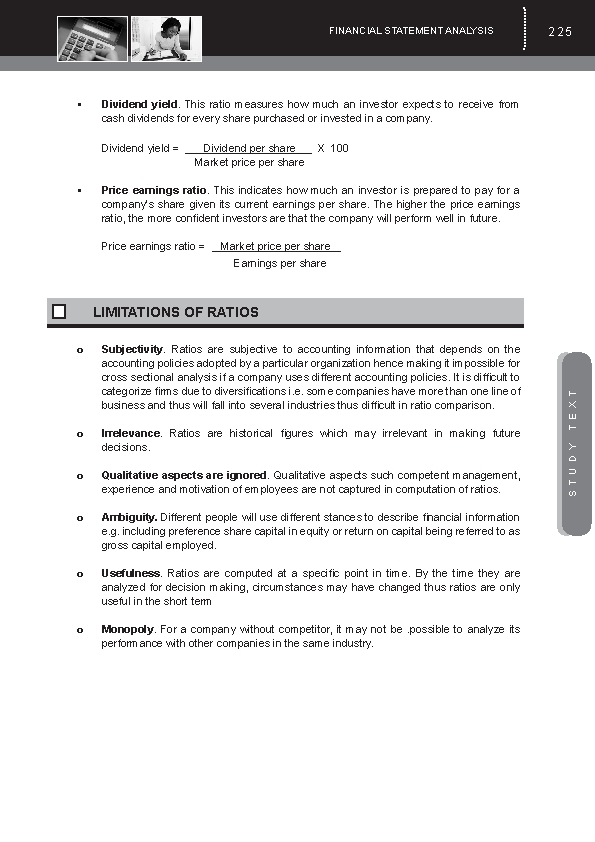 FINANCIAL STATEMENT ANALYSIS
225
▪ Dividend yield. This ratio measures how much an investor expects to receive from
cash dividends for every share purchased or invested in a company.
Dividend yield = Dividend per share X 100
Market price per share
▪ Price earnings ratio. This indicates how much an investor is prepared to pay for a
company's share given its current earnings per share. The higher the price earnings
ratio, the more confident investors are that the company will perform well in future.
Price earnings ratio = Market price per share
Earnings per share
LIMITATIONS OF RATIOS
o Subjectivity. Ratios are subjective to accounting information that depends on the
accounting policies adopted by a particular organization hence making it impossible for
cross sectional analysis if a company uses different accounting policies. It is difficult to
categorize firms due to diversifications i.e. some companies have more than one line of
business and thus will fall into several industries thus difficult in ratio comparison.
o Irrelevance. Ratios are historical figures which may irrelevant in making future
decisions.
o Qualitative aspects are ignored. Qualitative aspects such competent management,
experience and motivation of employees are not captured in computation of ratios.
o Ambiguity. Different people will use different stances to describe financial information
e.g. including preference share capital in equity or return on capital being referred to as
gross capital employed.
o Usefulness. Ratios are computed at a specific point in time. By the time they are
analyzed for decision making, circumstances may have changed thus ratios are only
useful in the short term
o Monopoly. For a company without competitor, it may not be .possible to analyze its
performance with other companies in the same industry.
STUDY TEXT